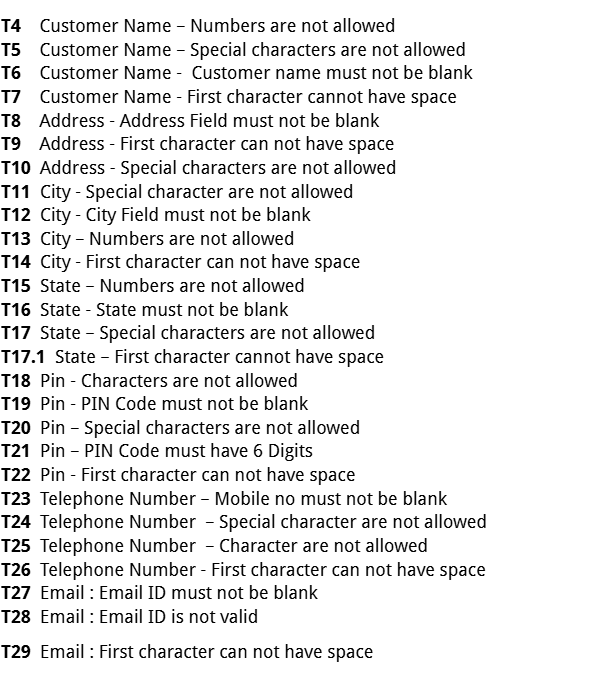 T4 Customer Name – Numbers are not allowed
T5 Customer Name – Special characters are not allowed
T6 Customer Name - Customer name must not be blank
T7 Customer Name - First character cannot have space
T8 Address - Address Field must not be blank
T9 Address - First character can not have space
T10 Address - Special characters are not allowed
T11 City - Special character are not allowed
T12 City - City Field must not be blank
T13 City – Numbers are not allowed
T14 City - First character can not have space
T15 State – Numbers are not allowed
T16 State - State must not be blank
T17 State – Special characters are not allowed
T17.1 State – First character cannot have space
T18 Pin - Characters are not allowed
T19 Pin - PIN Code must not be blank
T20 Pin – Special characters are not allowed
T21 Pin – PIN Code must have 6 Digits
T22 Pin - First character can not have space
T23 Telephone Number – Mobile no must not be blank
T24 Telephone Number – Special character are not allowed
T25 Telephone Number – Character are not allowed
T26 Telephone Number - First character can not have space
T27 Email : Email ID must not be blank
T28 Email : Email ID is not valid
T29 Email : First character can not have space